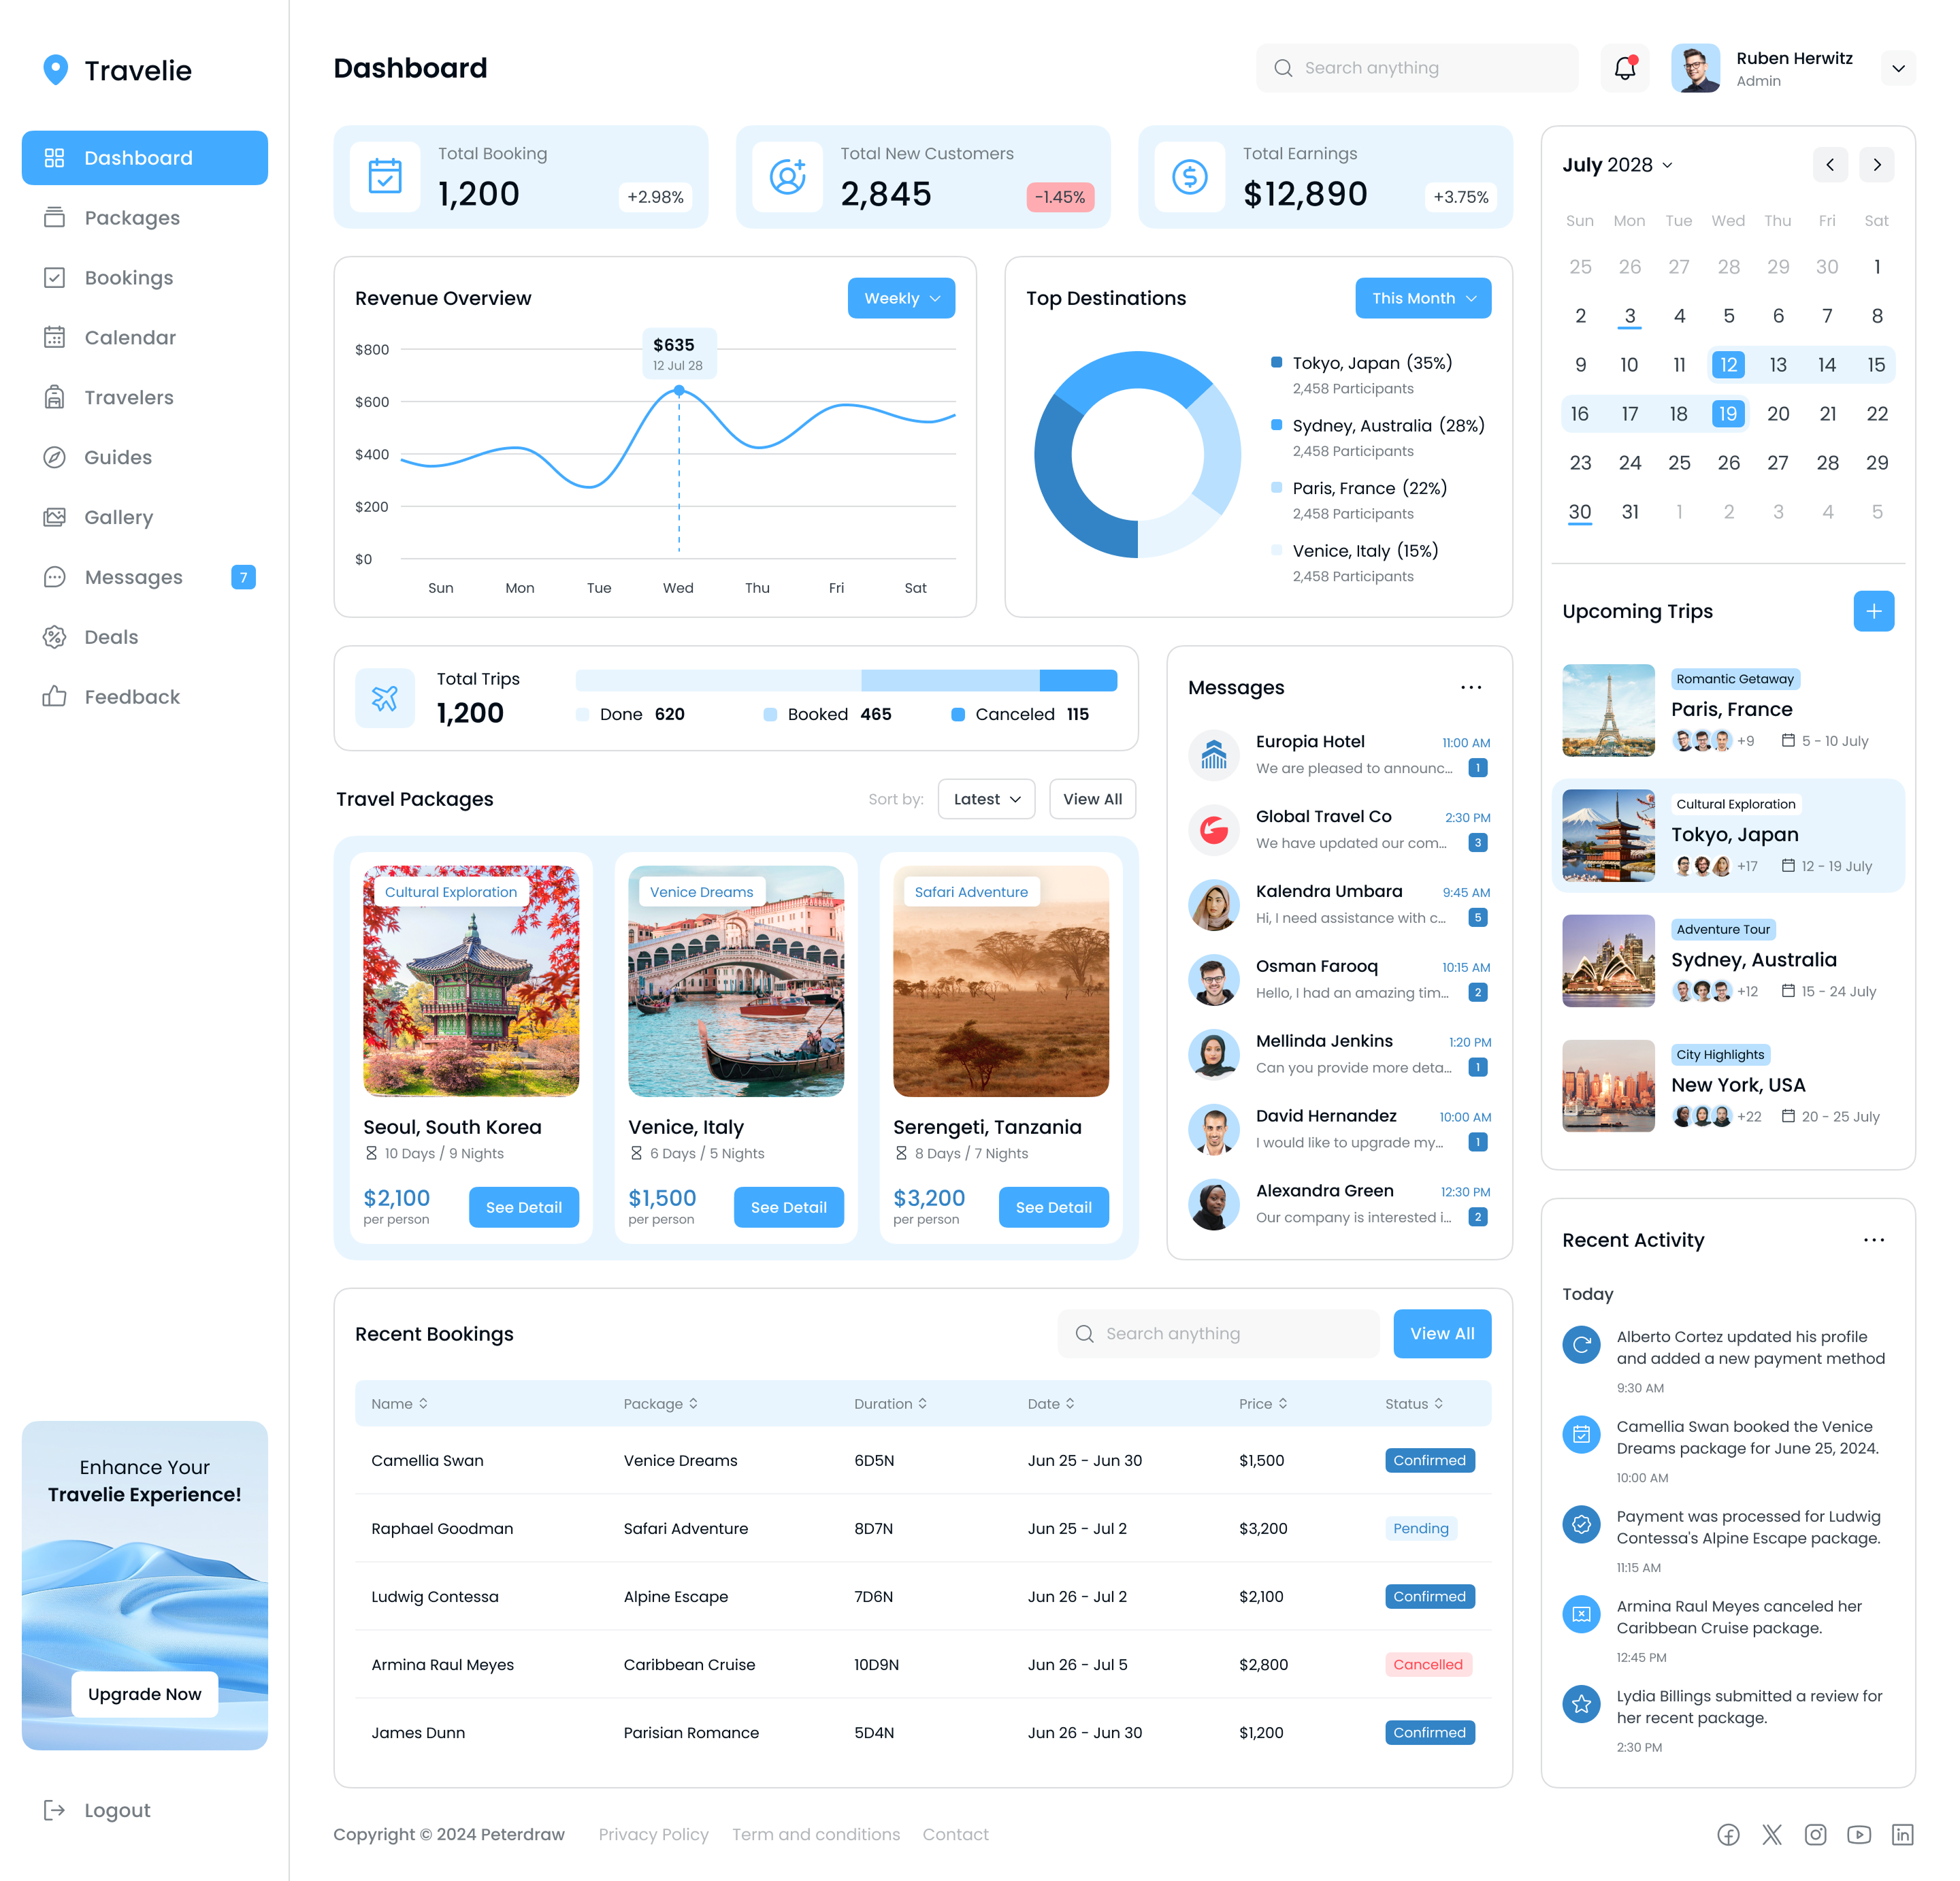 Travelie
Dashboard
Packages
Bookings
Calendar
Travelers
Guides
Gallery
Messages 7
Deals
Feedback
Enhance Your
Travelie Experience!
Upgrade Now
Logout
Dashboard
Search anything
Ruben Herwitz
Admin
Total Booking
1,200
+2.98%
Total New Customers
2,845
-1.45%
Total Earnings
$12,890
+3.75%
Revenue Overview
Weekly
$800
$600
$400
$200
$0
$635
12 Jul 28
Sun Mon Tue Wed Thu Fri Sat
Top Destinations
This Month
Tokyo, Japan (35%)
2,458 Participants
Sydney, Australia (28%)
2,458 Participants
Paris, France (22%)
2,458 Participants
Venice, Italy (15%)
2,458 Participants
Total Trips
1,200
Done 620 Booked 465 Canceled 115
Travel Packages
Sort by: Latest View All
Cultural Exploration
Seoul, South Korea
10 Days / 9 Nights
$2,100
per person
See Detail
Venice Dreams
Venice, Italy
6 Days / 5 Nights
$1,500
per person
See Detail
Safari Adventure
Serengeti, Tanzania
8 Days / 7 Nights
$3,200
per person
See Detail
Messages
Europia Hotel 11:00 AM
We are pleased to announc... 1
Global Travel Co 2:30 PM
We have updated our com... 3
Kalendra Umbara 9:45 AM
Hi, I need assistance with c... 5
Osman Farooq 10:15 AM
Hello, I had an amazing tim... 2
Mellinda Jenkins 1:20 PM
Can you provide more deta... 1
David Hernandez 10:00 AM
I would like to upgrade my... 1
Alexandra Green 12:30 PM
Our company is interested i... 2
Recent Bookings
Search anything
View All
Name Package Duration Date Price Status
Camellia Swan Venice Dreams 6D5N Jun 25 - Jun 30 $1,500 Confirmed
Raphael Goodman Safari Adventure 8D7N Jun 25 - Jul 2 $3,200 Pending
Ludwig Contessa Alpine Escape 7D6N Jun 26 - Jul 2 $2,100 Confirmed
Armina Raul Meyes Caribbean Cruise 10D9N Jun 26 - Jul 5 $2,800 Cancelled
James Dunn Parisian Romance 5D4N Jun 26 - Jun 30 $1,200 Confirmed
July 2028
Sun Mon Tue Wed Thu Fri Sat
25 26 27 28 29 30 1
2 3 4 5 6 7 8
9 10 11 12 13 14 15
16 17 18 19 20 21 22
23 24 25 26 27 28 29
30 31 1 2 3 4 5
Upcoming Trips
Romantic Getaway
Paris, France
+9 5 - 10 July
Cultural Exploration
Tokyo, Japan
+17 12 - 19 July
Adventure Tour
Sydney, Australia
+12 15 - 24 July
City Highlights
New York, USA
+22 20 - 25 July
Recent Activity
Today
Alberto Cortez updated his profile
and added a new payment method
9:30 AM
Camellia Swan booked the Venice
Dreams package for June 25, 2024.
10:00 AM
Payment was processed for Ludwig
Contessa's Alpine Escape package.
11:15 AM
Armina Raul Meyes canceled her
Caribbean Cruise package.
12:45 PM
Lydia Billings submitted a review for
her recent package.
2:30 PM
Copyright © 2024 Peterdraw Privacy Policy Term and conditions Contact